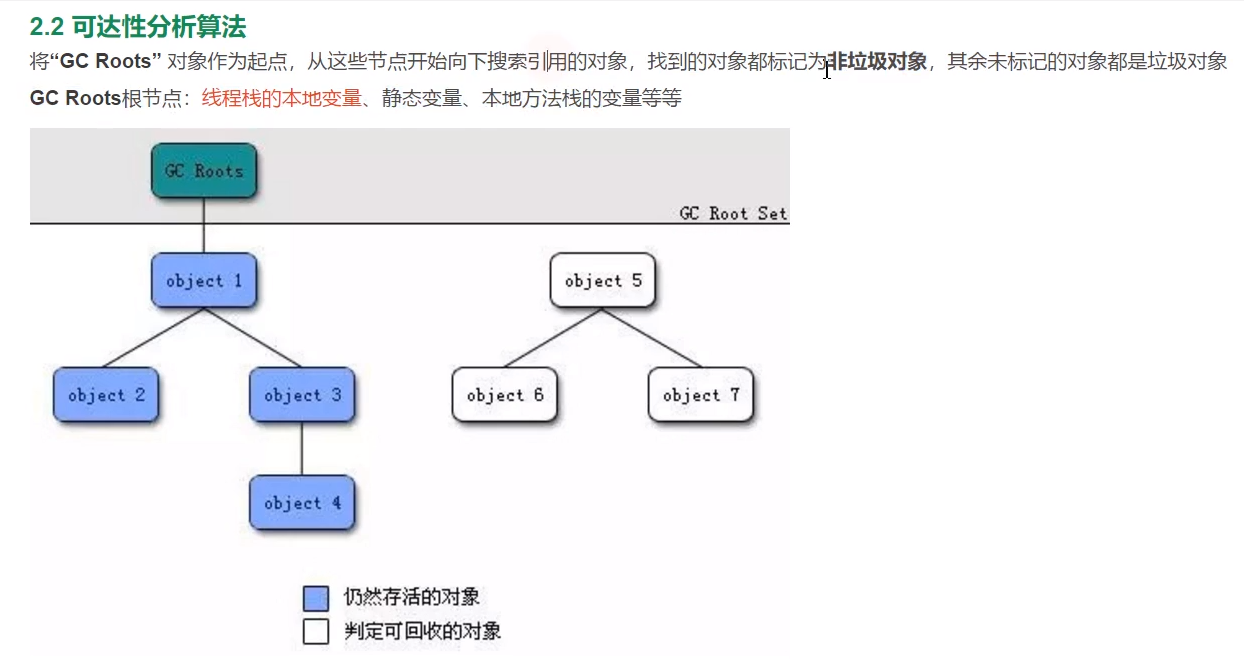 2.2 可达性分析算法
将“GC Roots” 对象作为起点，从这些节点开始向下搜索引用的对象，找到的对象都标记为非垃圾对象，其余未标记的对象都是垃圾对象
GC Roots根节点：线程栈的本地变量、静态变量、本地方法栈的变量等等
GC Roots
GC Root Set
object 1
object 5
object 2
object 3
object 6
object 7
object 4
仍然存活的对象
判定可回收的对象